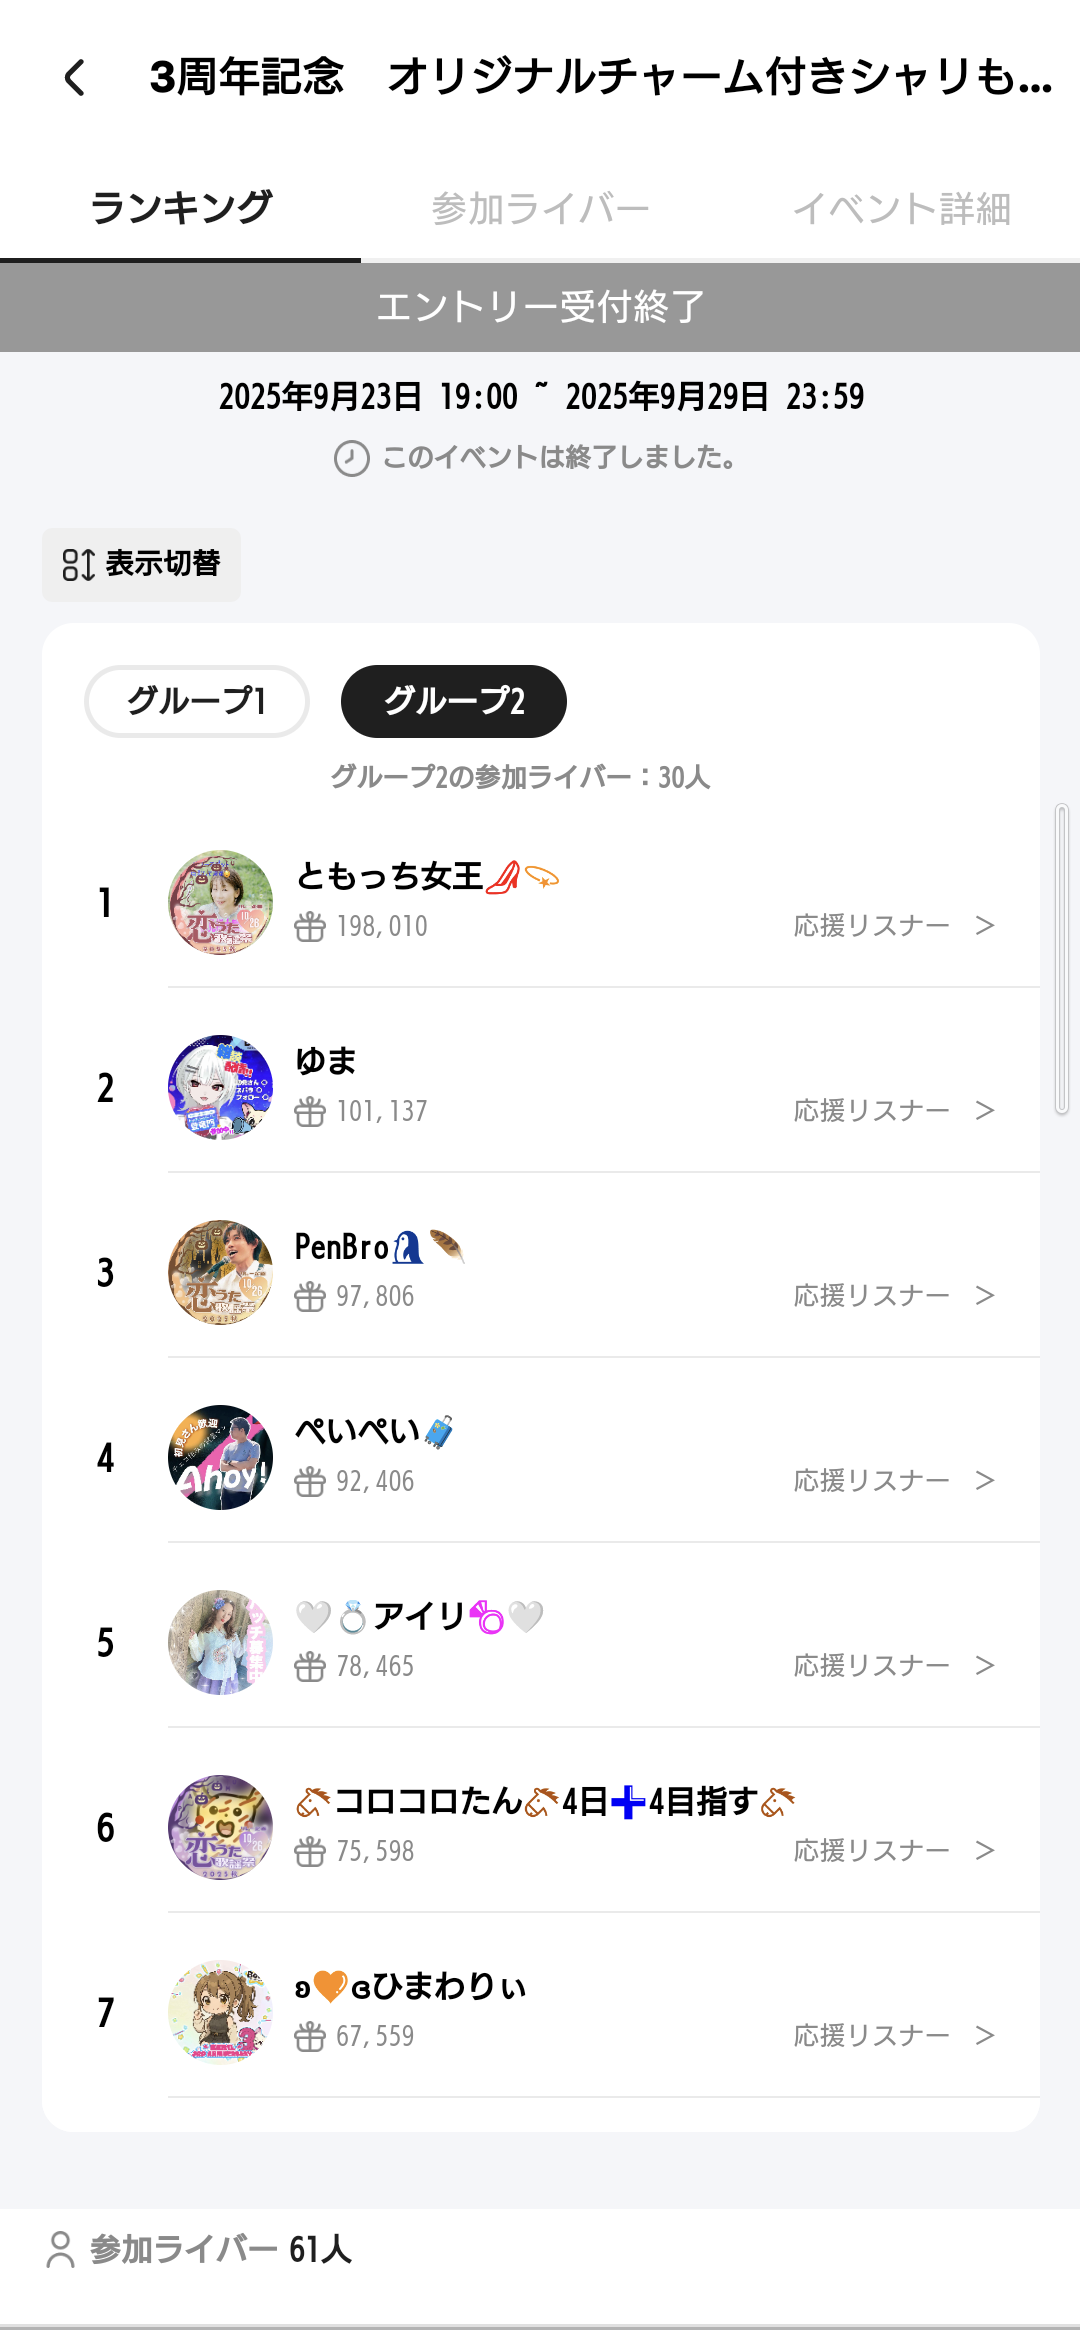 3周年記念　オリジナルチャーム付きシャリも...
ランキング
参加ライバー
イベント詳細
エントリー受付終了
2025年9月23日 19:00 ~ 2025年9月29日 23:59
このイベントは終了しました。
表示切替
グループ1
グループ2
グループ2の参加ライバー：30人
1
ともっち女王👠💫
198,010
応援リスナー >
2
ゆま
101,137
応援リスナー >
3
PenBro🐧🪶
97,806
応援リスナー >
4
ぺいぺい🧳
92,406
応援リスナー >
Ahoy!
初見さん歓迎
5
🤍💍アイリ💍🤍
78,465
応援リスナー >
6
🐴コロコロたん🐴4日➕4目指す🐴
75,598
応援リスナー >
恋うた
7
ʚ🧡ɞひまわりぃ
67,559
応援リスナー >
参加ライバー 61人